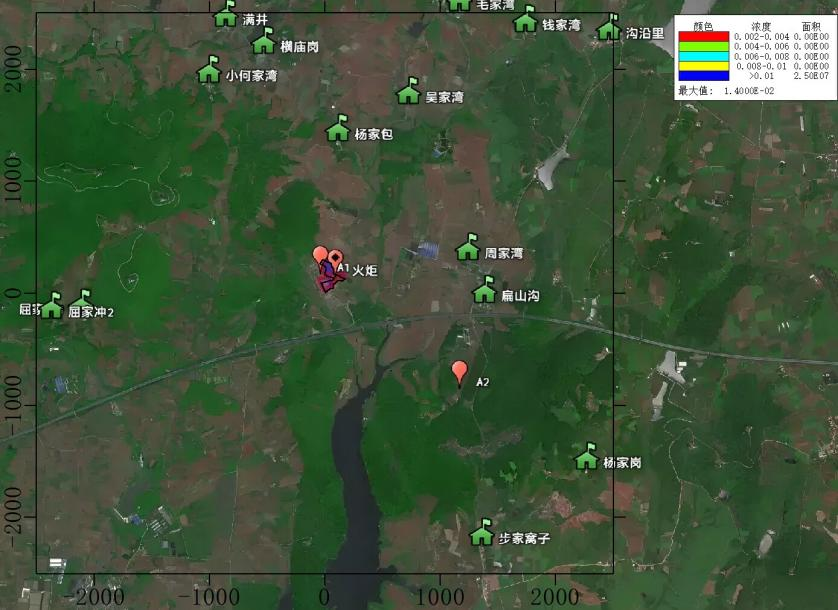 毛家湾
满井
钱家湾
沟沿里
横庙岗
小何家湾
吴家湾
杨家包
颜色 浓度 面积
0.002-0.004 0.00E00
0.004-0.006 0.00E00
0.006-0.008 0.00E00
0.008-0.01 0.00E00
>0.01 2.50E07
最大值: 1.4000E-02
周家湾
A1 火炬
扁山沟
屈家
屈家冲2
A2
杨家岗
步家窝子
2000
1000
0
-1000
-2000
-2000 -1000 0 1000 2000